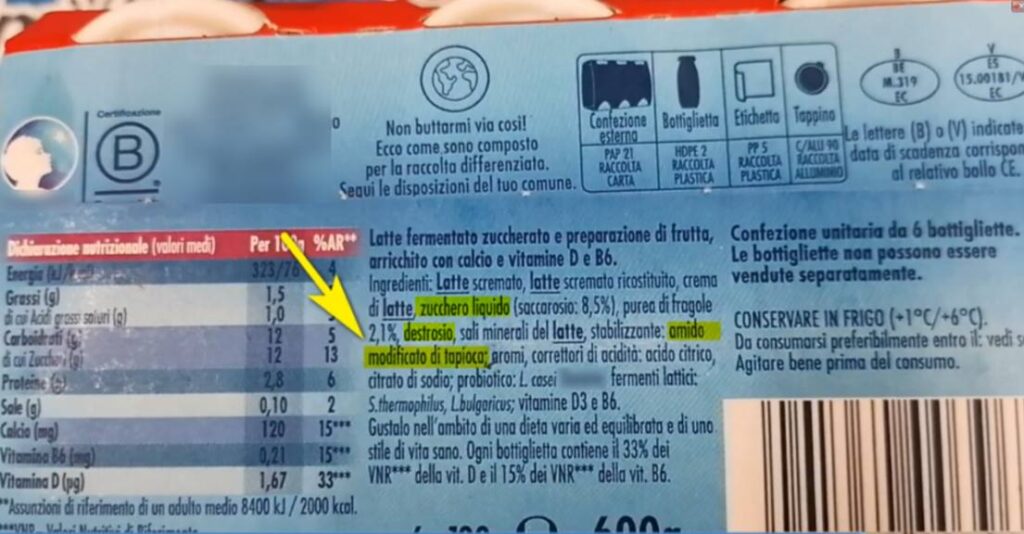 Certificazione
B
Non buttarmi via così!
Ecco come sono composto
per la raccolta differenziata.
Segui le disposizioni del tuo comune.
Confezione esterna
PAP 21
RACCOLTA
CARTA
Bottiglietta
HDPE 2
RACCOLTA
PLASTICA
Etichetta
PP 5
RACCOLTA
PLASTICA
Tappino
C/ALU 90
RACCOLTA
ALLUMINIO
B
BE
M.319
EC
V
ES
15.00181/
EC
Le lettere (B) o (V) indicate
data di scadenza corrispon
al relativo bollo CE.
Dichiarazione nutrizionale (valori medi) Per 100g %AR**
Energia 323/76 4
Grassi (g) 1,5
di cui Acidi grassi saturi (g) 1,0
Carboidrati (g) 12 5
di cui Zuccheri (g) 12 13
Proteine (g) 2,8 6
Sale (g) 0,10 2
Calcio (mg) 120 15***
Vitamina B6 (mg) 0,21 15***
Vitamina D (µg) 1,67 33***
**Assunzioni di riferimento di un adulto medio 8400 kJ / 2000 kcal.
***VNR = Valori Nutritivi di Riferimento
Latte fermentato zuccherato e preparazione di frutta,
arricchito con calcio e vitamine D e B6.
Ingredienti: Latte scremato, latte scremato ricostituito, crema
di latte, zucchero liquido (saccarosio: 8,5%), purea di fragole
2,1%, destrosio, sali minerali del latte, stabilizzante: amido
modificato di tapioca; aromi, correttori di acidità: acido citrico,
citrato di sodio; probiotico: L. casei fermenti lattici:
S.thermophilus, L.bulgaricus; vitamine D3 e B6.
Gustalo nell'ambito di una dieta varia ed equilibrata e di uno
stile di vita sano. Ogni bottiglietta contiene il 33% dei
VNR*** della vit. D e il 15% dei VNR*** della vit. B6.
600g
Confezione unitaria da 6 bottigliette.
Le bottigliette non possono essere
vendute separatamente.
CONSERVARE IN FRIGO (+1°C/+6°C).
Da consumarsi preferibilmente entro il: vedi s
Agitare bene prima del consumo.